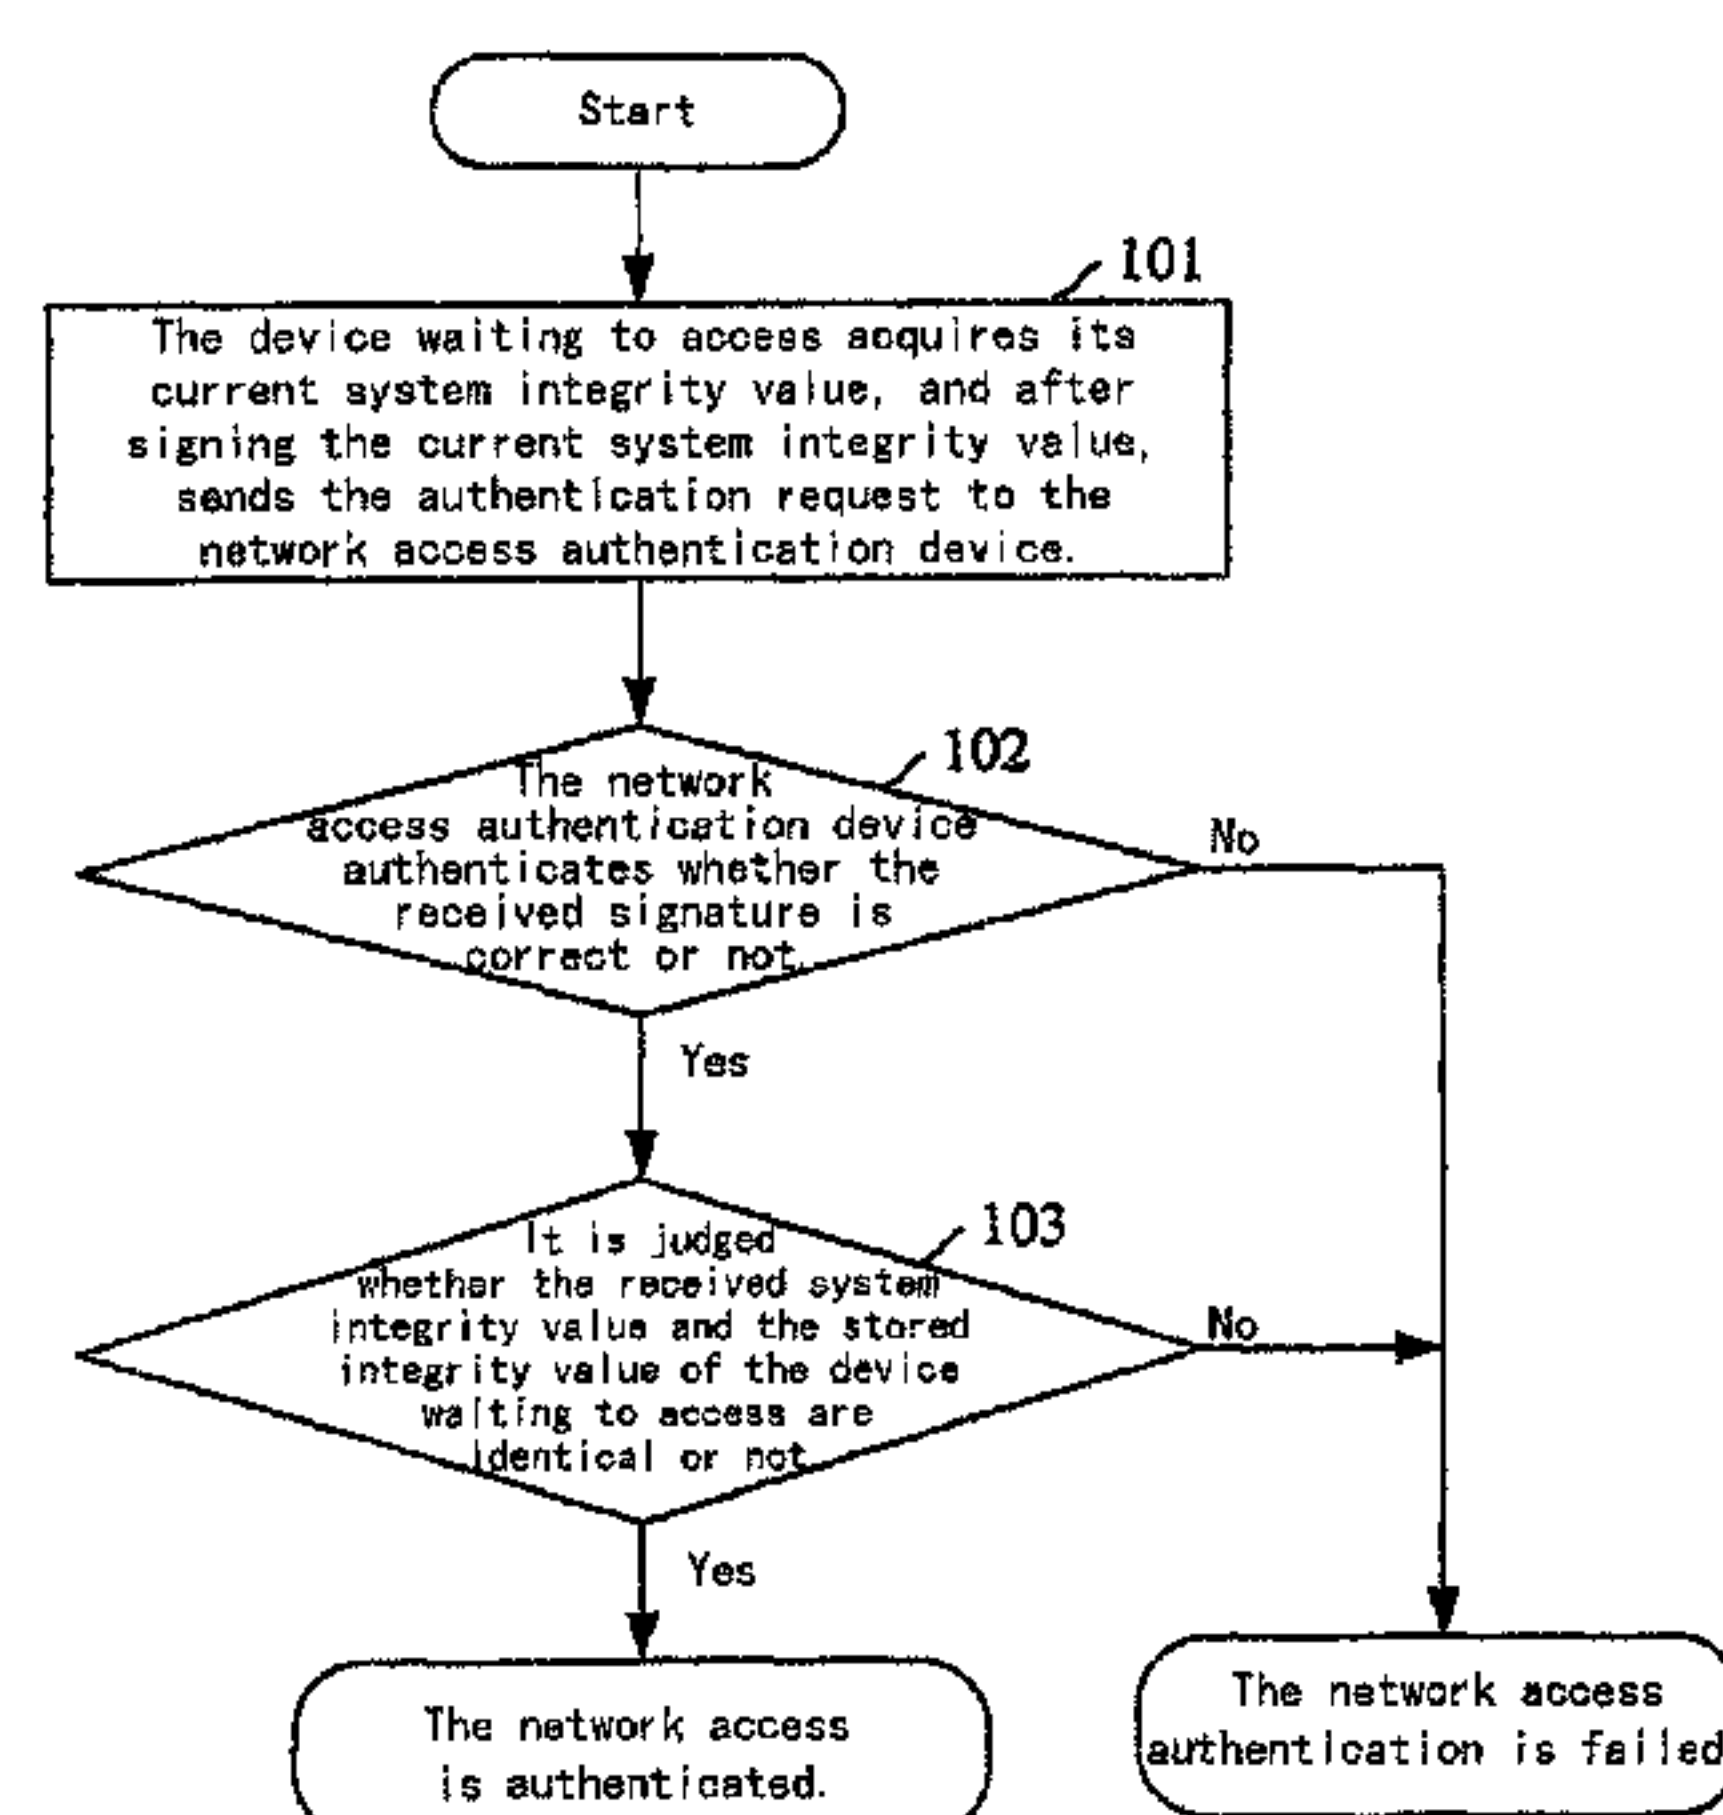 Start
101
The device waiting to access acquires its
current system integrity value, and after
signing the current system integrity value,
sends the authentication request to the
network access authentication device.
102
The network
access authentication device
authenticates whether the
received signature is
correct or not.
No
Yes
103
It is judged
whether the received system
integrity value and the stored
integrity value of the device
waiting to access are
identical or not
No
Yes
The network access
is authenticated.
The network access
authentication is failed